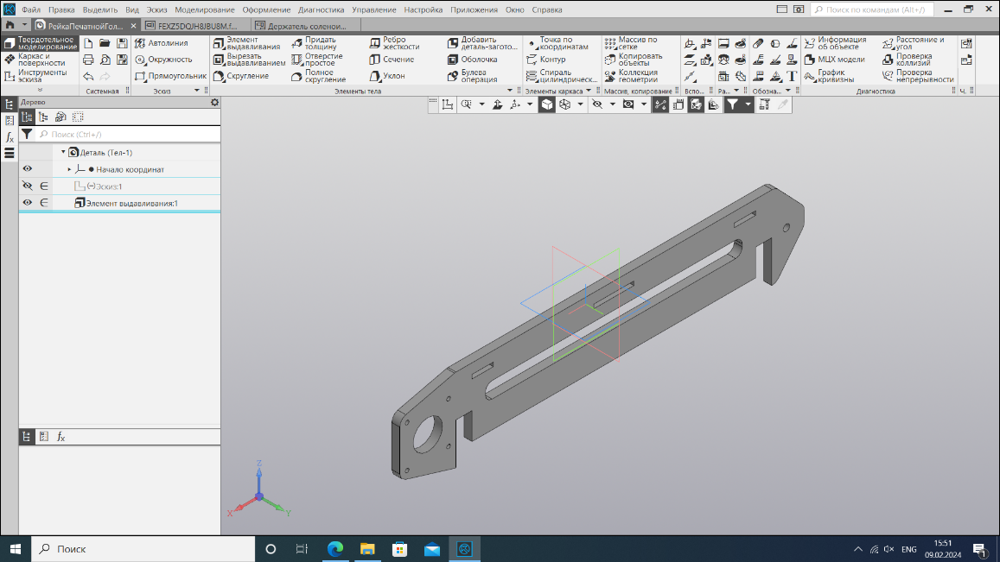 Файл Правка Выделить Вид Эскиз Моделирование Оформление Диагностика Управление Настройка Приложения Окно Справка
Поиск по командам (Alt+/)
РейкаПечатнойГол...
FEXZ5DQJH8JBU8M.f...
Держатель соленом...
Твердотельное моделирование
Каркас и поверхности
Инструменты эскиза
Системная
Автолиния
Окружность
Прямоугольник
Эскиз
Элемент выдавливания
Вырезать выдавливанием
Скругление
Придать толщину
Отверстие простое
Полное скругление
Ребро жесткости
Сечение
Уклон
Добавить деталь-загото...
Оболочка
Булева операция
Элементы тела
Точка по координатам
Контур
Спираль цилиндрическ...
Элементы каркаса
Массив по сетке
Копировать объекты
Коллекция геометрии
Массив, копирование
Вспо...
Ра...
Обозна...
Информация об объекте
МЦХ модели
График кривизны
Расстояние и угол
Проверка коллизий
Проверка непрерывности
Диагностика
Ч.
Дерево
Поиск (Ctrl+/)
Деталь (Тел-1)
Начало координат
(-)Эскиз:1
Элемент выдавливания:1
fx
fx
Z
X
Y
Поиск
ENG
15:51
09.02.2024
1